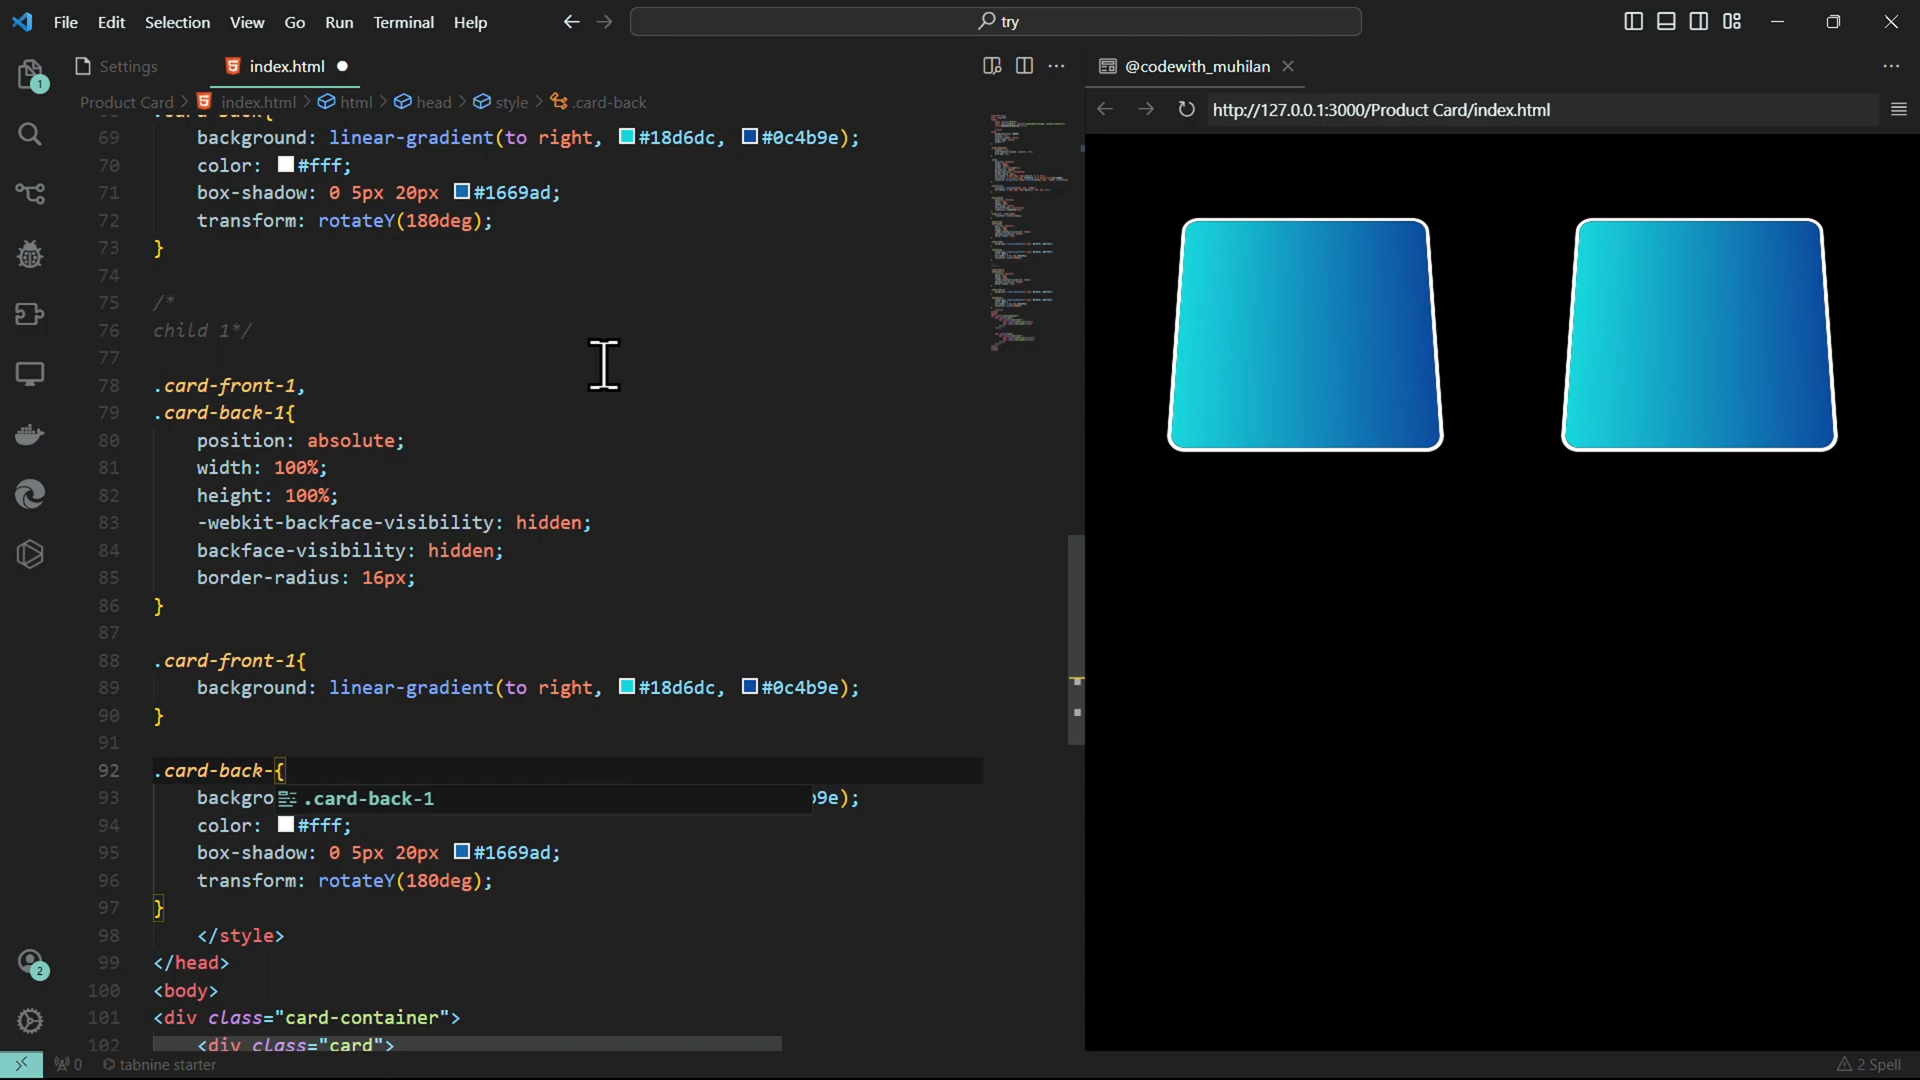 File Edit Selection View Go Run Terminal Help
try
Settings
index.html
@codewith_muhilan
Product Card > index.html > html > head > style > .card-back
http://127.0.0.1:3000/Product Card/index.html
69 background: linear-gradient(to right, #18d6dc, #0c4b9e);
70 color: #fff;
71 box-shadow: 0 5px 20px #1669ad;
72 transform: rotateY(180deg);
73 }
74
75 /*
76 child 1*/
77
78 .card-front-1,
79 .card-back-1{
80 position: absolute;
81 width: 100%;
82 height: 100%;
83 -webkit-backface-visibility: hidden;
84 backface-visibility: hidden;
85 border-radius: 16px;
86 }
87
88 .card-front-1{
89 background: linear-gradient(to right, #18d6dc, #0c4b9e);
90 }
91
92 .card-back-{
93 backgro .card-back-1 9e);
94 color: #fff;
95 box-shadow: 0 5px 20px #1669ad;
96 transform: rotateY(180deg);
97 }
98 </style>
99 </head>
100 <body>
101 <div class="card-container">
102 <div class="card">
1
2
0
tabnine starter
2 Spell